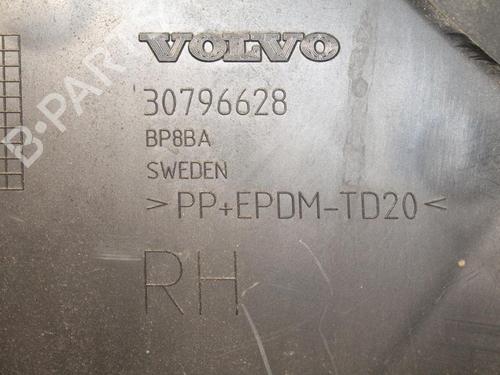 VOLVO
30796628
BP8BA
SWEDEN
>PP+EPDM-TD20<
RH
B-PARTS